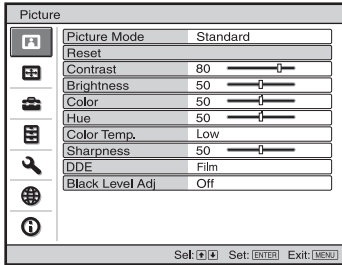 Picture
Picture Mode Standard
Reset
Contrast 80
Brightness 50
Color 50
Hue 50
Color Temp. Low
Sharpness 50
DDE Film
Black Level Adj Off
Sel: Set: ENTER Exit: MENU